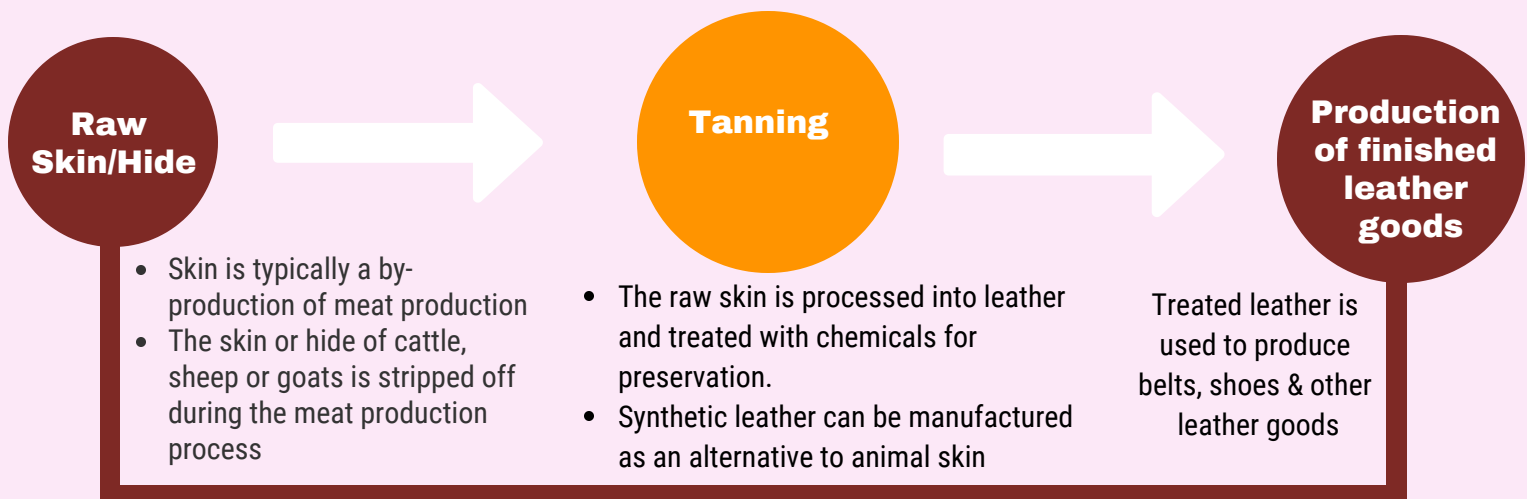 Raw
Skin/Hide
Tanning
Production
of finished
leather
goods
• Skin is typically a by-
production of meat production
• The skin or hide of cattle,
sheep or goats is stripped off
during the meat production
process
• The raw skin is processed into leather
and treated with chemicals for
preservation.
• Synthetic leather can be manufactured
as an alternative to animal skin
Treated leather is
used to produce
belts, shoes & other
leather goods